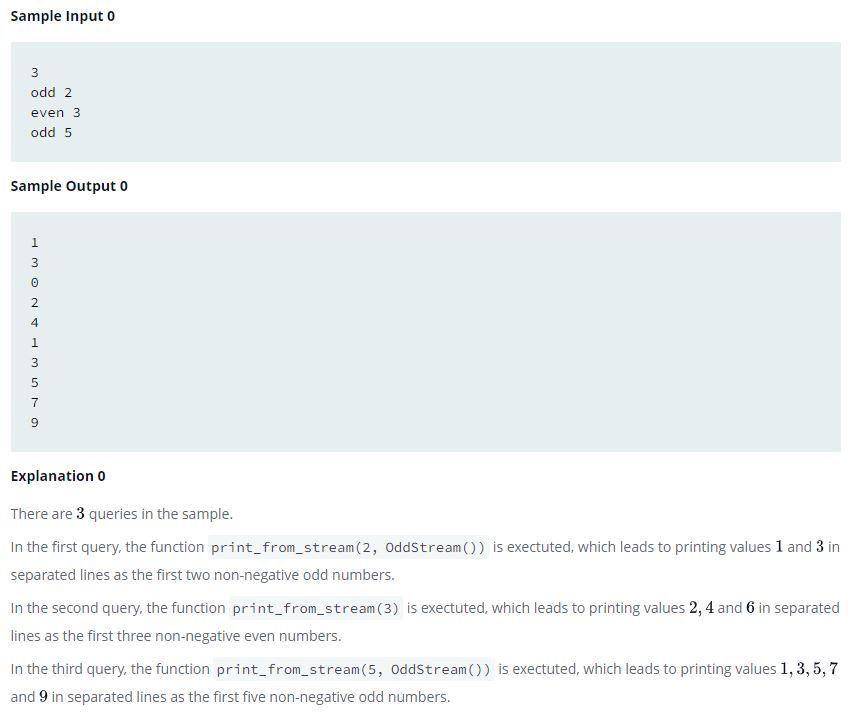 Sample Input 0
3
odd 2
even 3
odd 5
Sample Output 0
1
3
0
2
4
1
3
5
7
9
Explanation 0
There are 3 queries in the sample.
In the first query, the function print_from_stream(2, OddStream()) is exectuted, which leads to printing values 1 and 3 in
separated lines as the first two non-negative odd numbers.
In the second query, the function print_from_stream(3) is exectuted, which leads to printing values 2, 4 and 6 in separated
lines as the first three non-negative even numbers.
In the third query, the function print_from_stream(5, OddStream()) is exectuted, which leads to printing values 1, 3, 5, 7
and 9 in separated lines as the first five non-negative odd numbers.